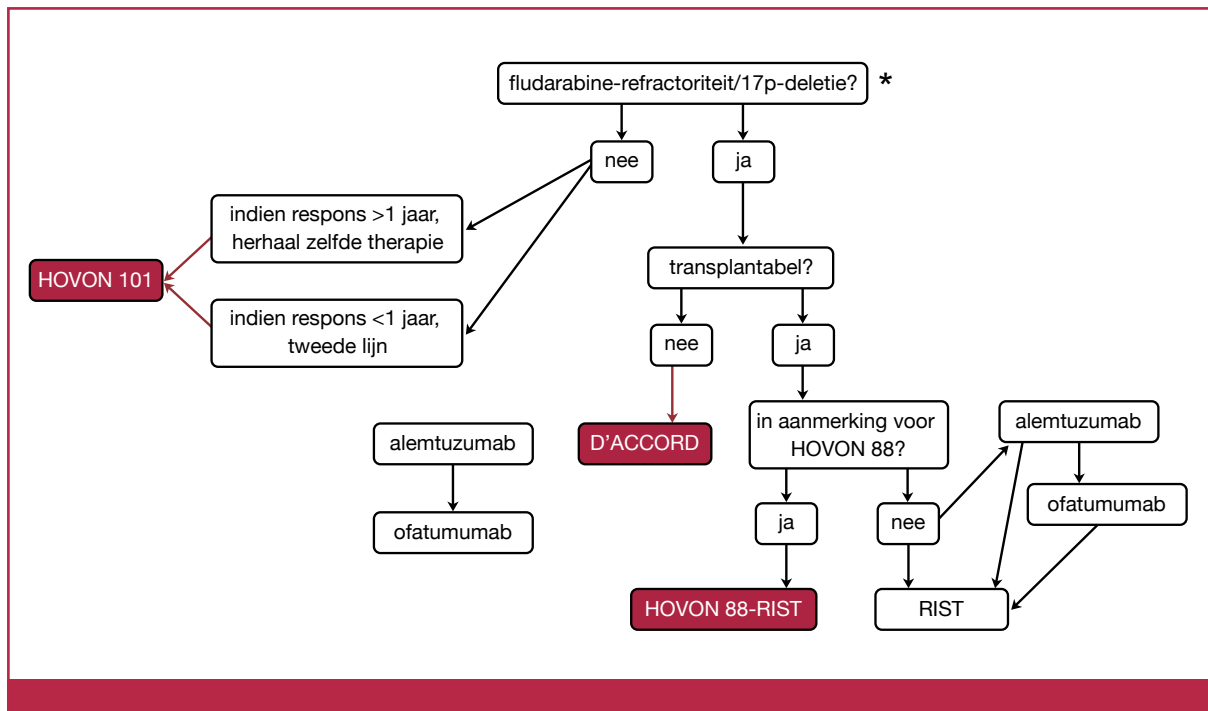 fludarabine-refractoriteit/17p-deletie? *
nee
ja
indien respons >1 jaar,
herhaal zelfde therapie
HOVON 101
transplantabel?
indien respons <1 jaar,
tweede lijn
nee
ja
alemtuzumab
D'ACCORD
in aanmerking voor
HOVON 88?
alemtuzumab
ofatumumab
ja
nee
ofatumumab
HOVON 88-RIST
RIST